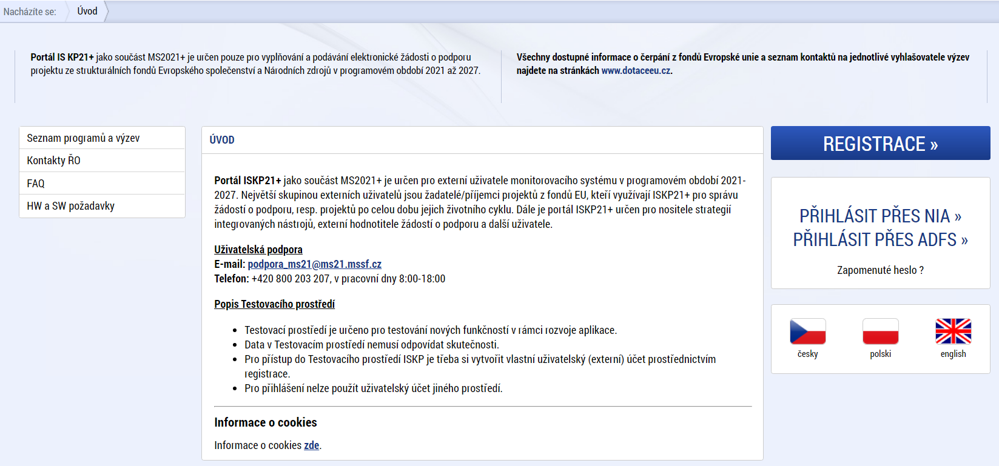 Nacházíte se:
Úvod
Portál IS KP21+ jako součást MS2021+ je určen pouze pro vyplňování a podávání elektronické žádosti o podporu
projektu ze strukturálních fondů Evropského společenství a Národních zdrojů v programovém období 2021 až 2027.
Všechny dostupné informace o čerpání z fondů Evropské unie a seznam kontaktů na jednotlivé vyhlašovatele výzev
najdete na stránkách www.dotaceeu.cz.
Seznam programů a výzev
Kontakty ŘO
FAQ
HW a SW požadavky
ÚVOD
Portál ISKP21+ jako součást MS2021+ je určen pro externí uživatele monitorovacího systému v programovém období 2021-
2027. Největší skupinou externích uživatelů jsou žadatelé/příjemci projektů z fondů EU, kteří využívají ISKP21+ pro správu
žádostí o podporu, resp. projektů po celou dobu jejich životního cyklu. Dále je portál ISKP21+ určen pro nositele strategií
integrovaných nástrojů, externí hodnotitele žádostí o podporu a další uživatele.
Uživatelská podpora
E-mail: podpora_ms21@ms21.mssf.cz
Telefon: +420 800 203 207, v pracovní dny 8:00-18:00
Popis Testovacího prostředí
• Testovací prostředí je určeno pro testování nových funkčností v rámci rozvoje aplikace.
• Data v Testovacím prostředí nemusí odpovídat skutečnosti.
• Pro přístup do Testovacího prostředí ISKP je třeba si vytvořit vlastní uživatelský (externí) účet prostřednictvím
registrace.
• Pro přihlášení nelze použít uživatelský účet jiného prostředí.
Informace o cookies
Informace o cookies zde.
REGISTRACE »
PŘIHLÁSIT PŘES NIA »
PŘIHLÁSIT PŘES ADFS »
Zapomenuté heslo ?
česky
polski
english